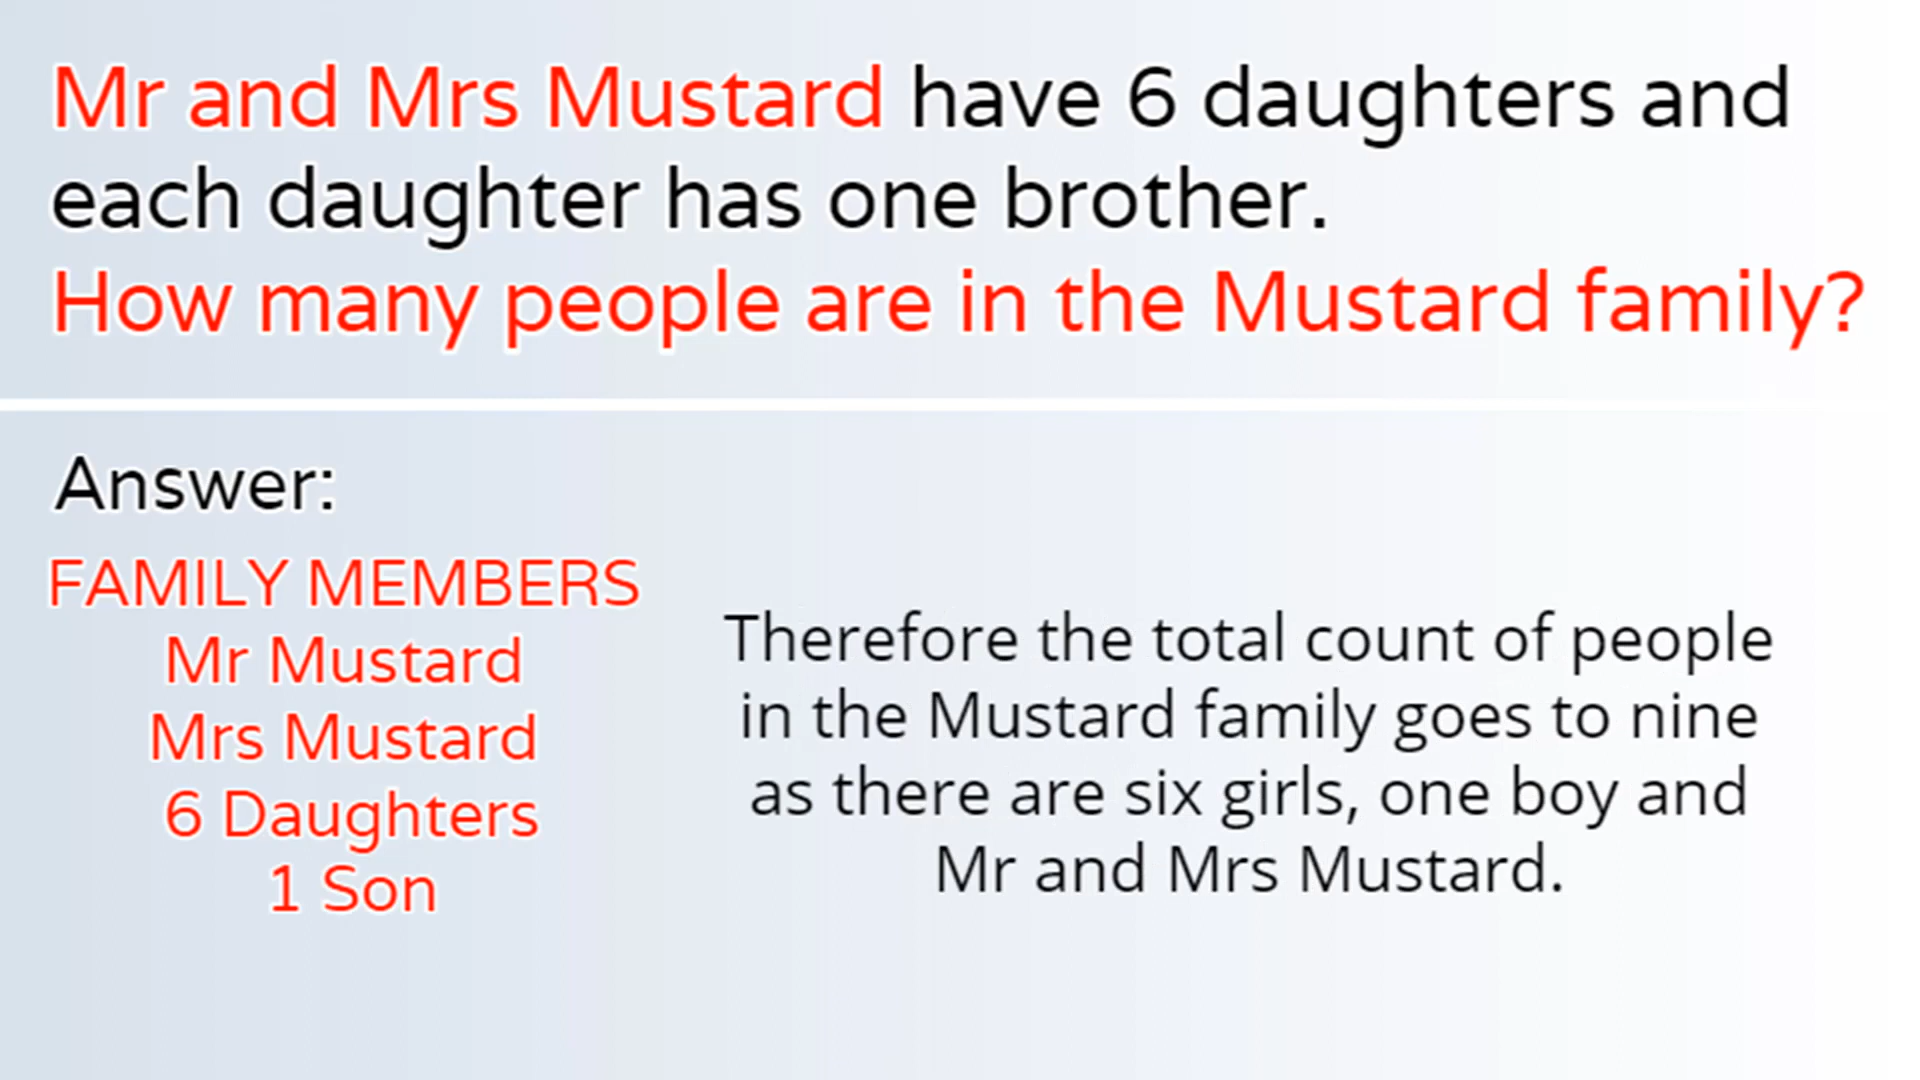 Mr and Mrs Mustard have 6 daughters and
each daughter has one brother.
How many people are in the Mustard family?
Answer:
FAMILY MEMBERS
Mr Mustard
Mrs Mustard
6 Daughters
1 Son
Therefore the total count of people
in the Mustard family goes to nine
as there are six girls, one boy and
Mr and Mrs Mustard.